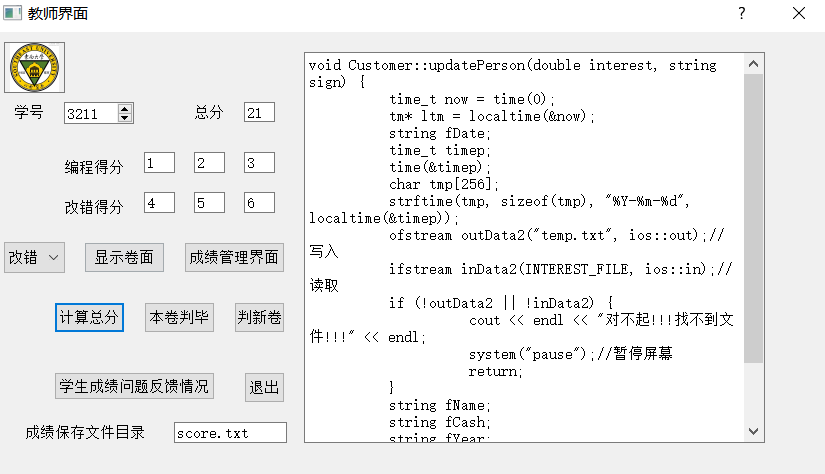 教师界面
?
学号 3211 总分 21
编程得分 1 2 3
改错得分 4 5 6
改错 显示卷面 成绩管理界面
计算总分 本卷判毕 判新卷
学生成绩问题反馈情况 退出
成绩保存文件目录 score.txt
void Customer::updatePerson(double interest, string
sign) {
time_t now = time(0);
tm* ltm = localtime(&now);
string fDate;
time_t timep;
time(&timep);
char tmp[256];
strftime(tmp, sizeof(tmp), "%Y-%m-%d",
localtime(&timep));
ofstream outData2("temp.txt", ios::out);//
写入
ifstream inData2(INTEREST_FILE, ios::in);//
读取
if (!outData2 || !inData2) {
cout << endl << "对不起!!!找不到文
件!!!" << endl;
system("pause");//暂停屏幕
return;
}
string fName;
string fCash;
string fYear;